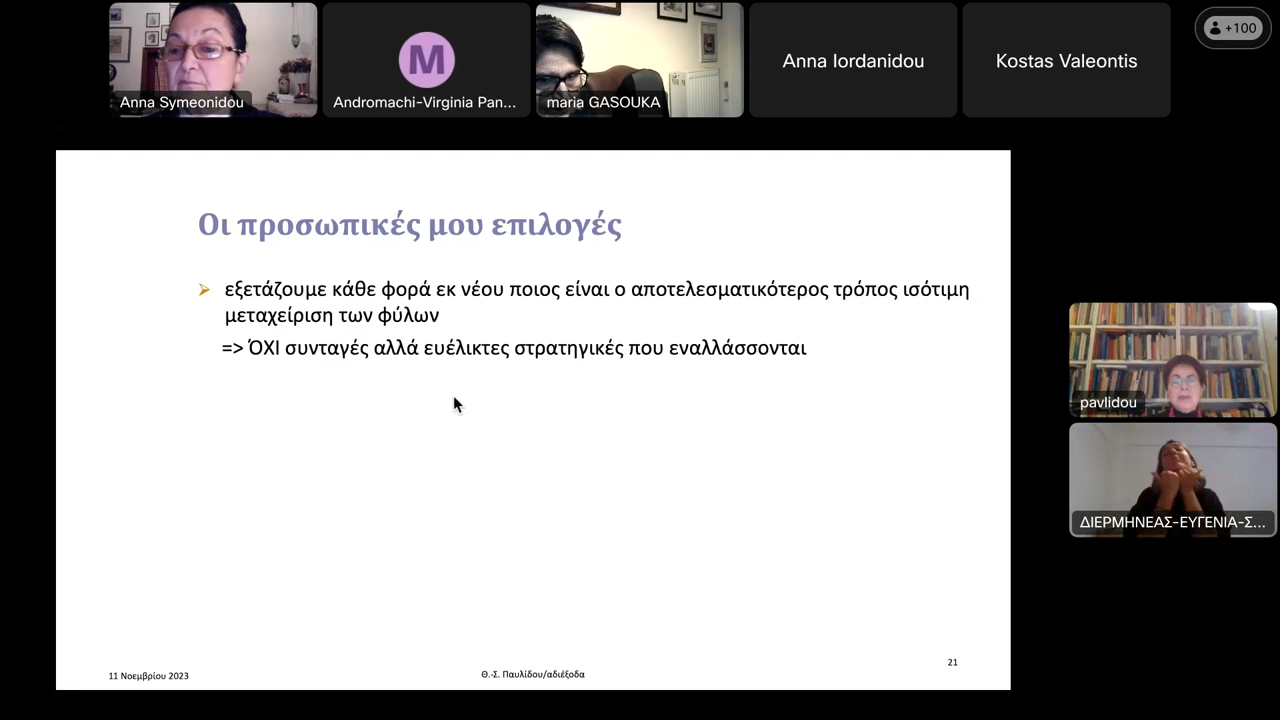 Anna Symeonidou
M
Andromachi-Virginia Pan...
maria GASOUKA
Anna Iordanidou
Kostas Valeontis
+100
Οι προσωπικές μου επιλογές
εξετάζουμε κάθε φορά εκ νέου ποιος είναι ο αποτελεσματικότερος τρόπος ισότιμη
μεταχείριση των φύλων
=> ΌΧΙ συνταγές αλλά ευέλικτες στρατηγικές που εναλλάσσονται
pavlidou
ΔΙΕΡΜΗΝΕΑΣ-ΕΥΓΕΝΙΑ-Σ...
21
11 Νοεμβρίου 2023
Θ.-Σ. Παυλίδου/αδιέξοδα